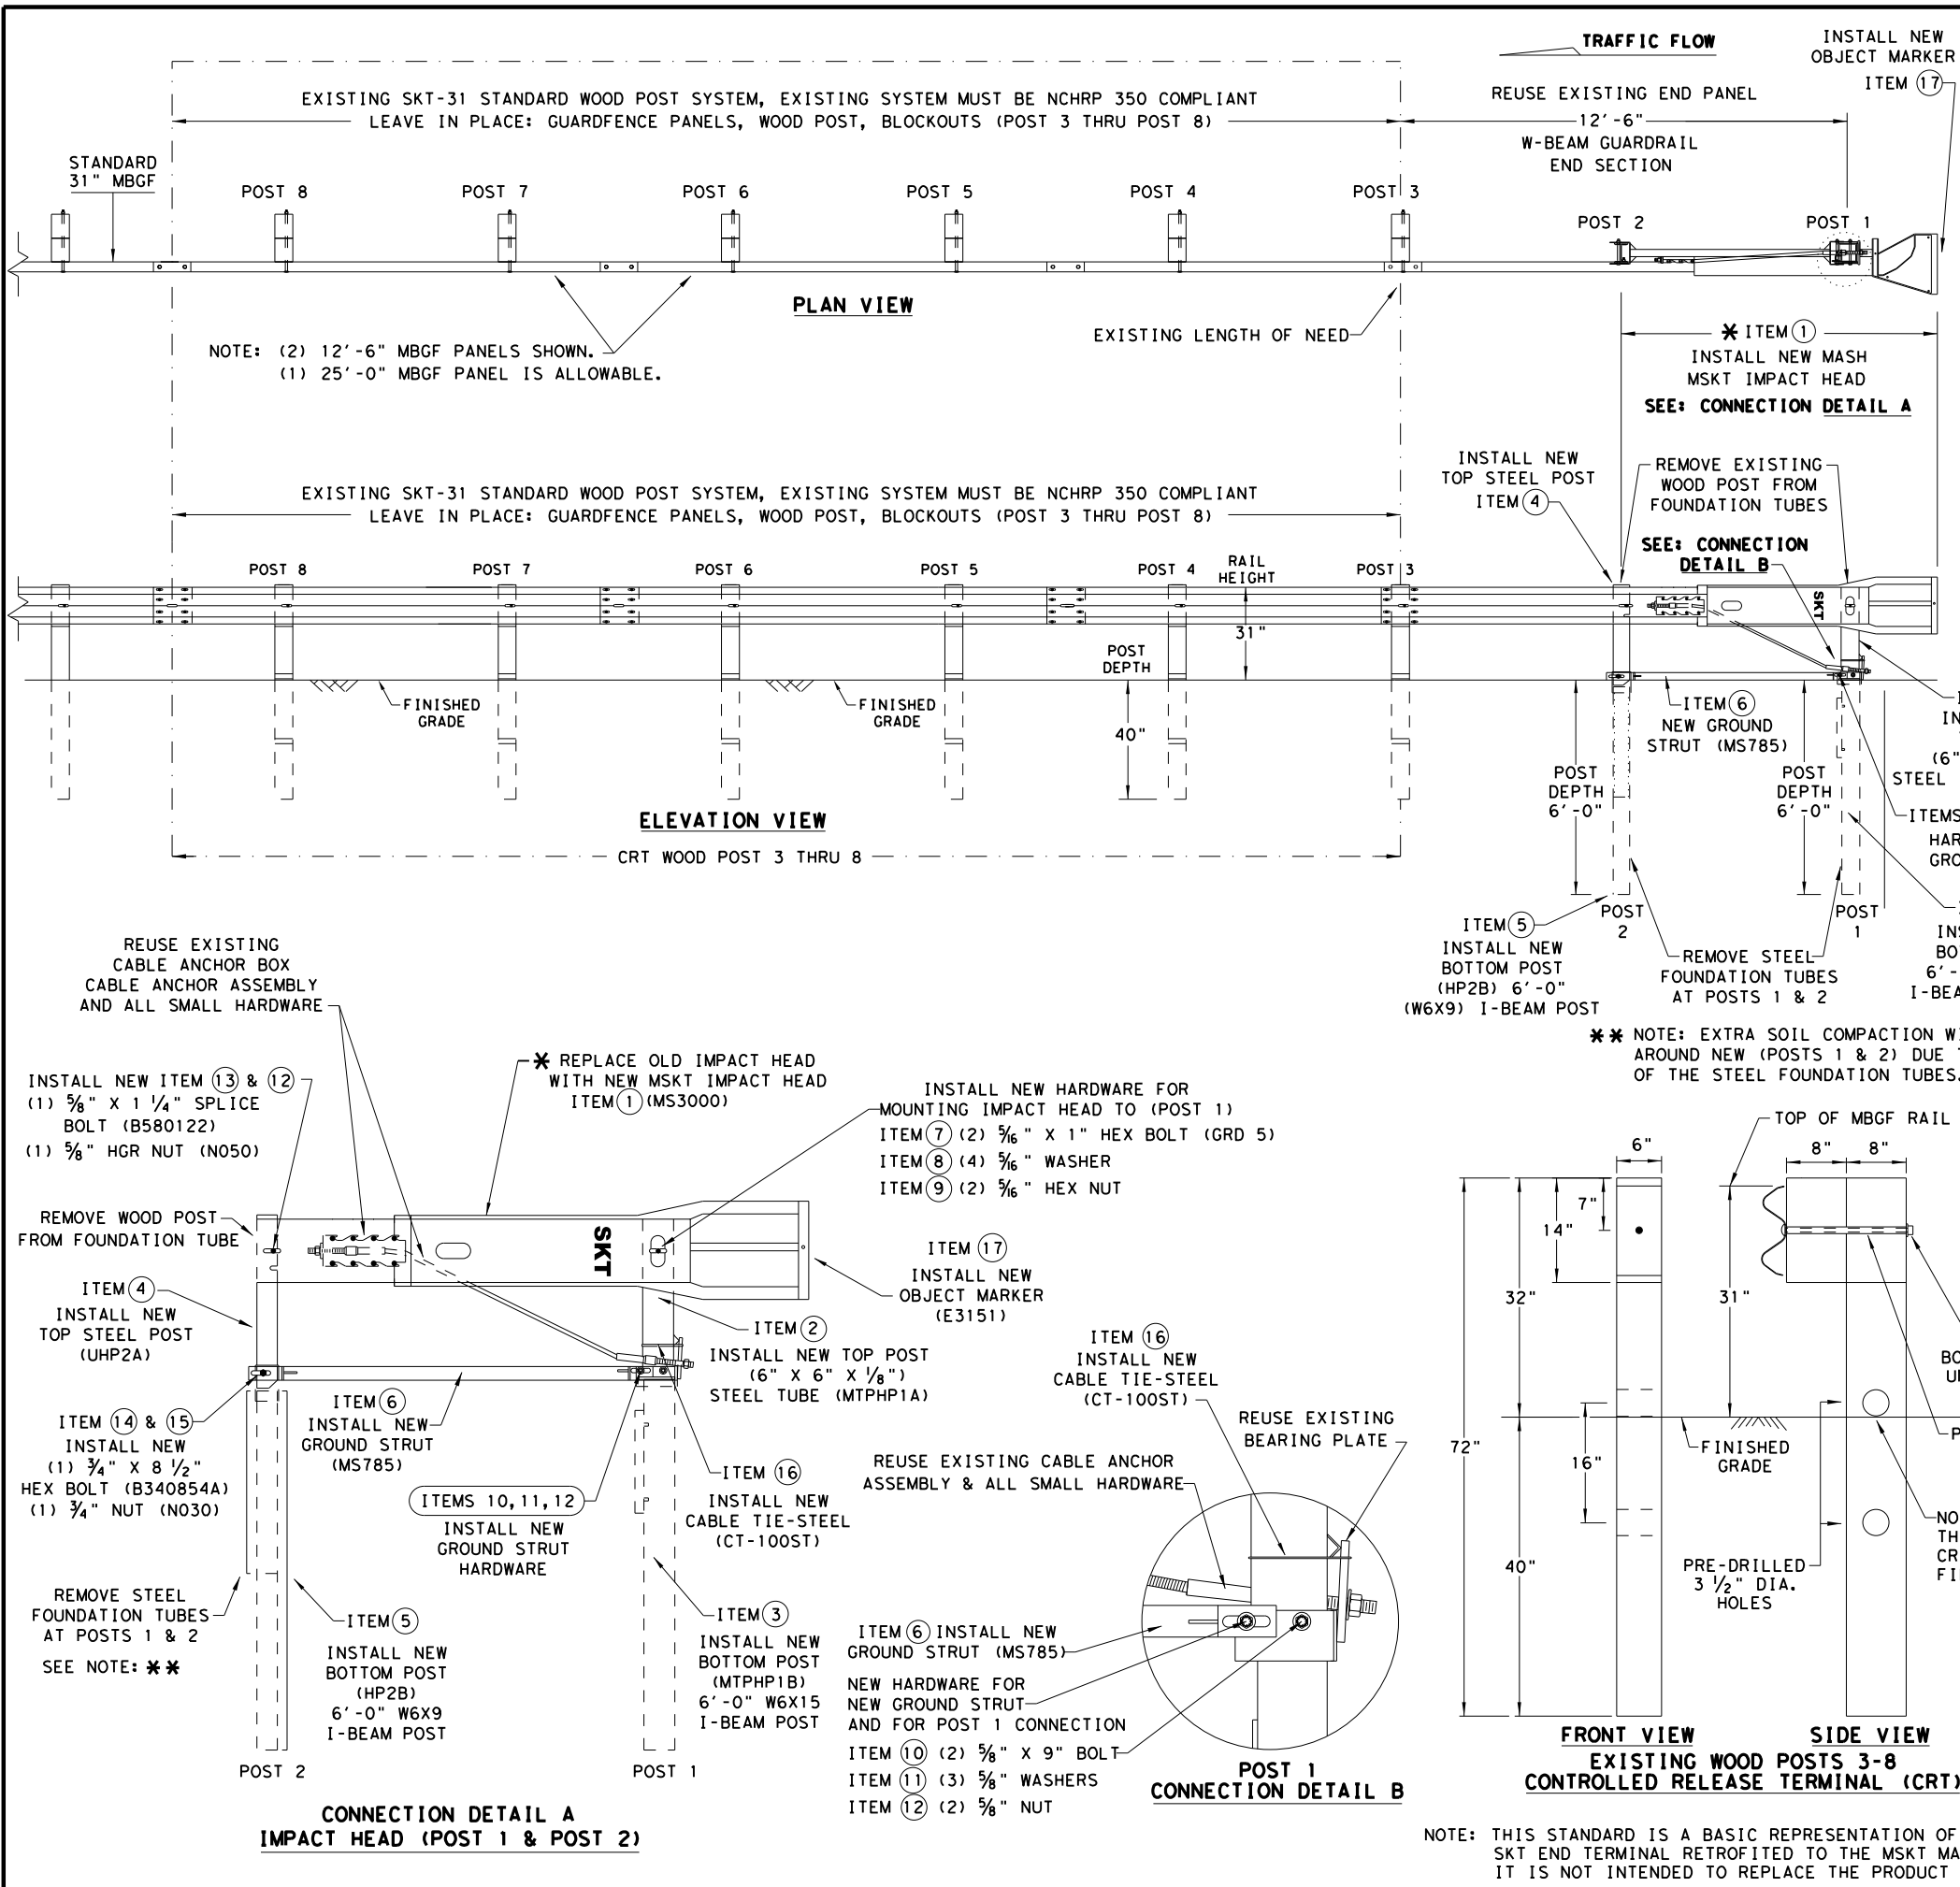 TRAFFIC FLOW
INSTALL NEW
OBJECT MARKER
ITEM 17
EXISTING SKT-31 STANDARD WOOD POST SYSTEM, EXISTING SYSTEM MUST BE NCHRP 350 COMPLIANT
LEAVE IN PLACE: GUARDFENCE PANELS, WOOD POST, BLOCKOUTS (POST 3 THRU POST 8)
REUSE EXISTING END PANEL
12'-6"
W-BEAM GUARDRAIL
END SECTION
STANDARD
31" MBGF
POST 8
POST 7
POST 6
POST 5
POST 4
POST 3
POST 2
POST 1
PLAN VIEW
NOTE: (2) 12'-6" MBGF PANELS SHOWN.
(1) 25'-0" MBGF PANEL IS ALLOWABLE.
EXISTING LENGTH OF NEED
* ITEM 1
INSTALL NEW MASH
MSKT IMPACT HEAD
SEE: CONNECTION DETAIL A
EXISTING SKT-31 STANDARD WOOD POST SYSTEM, EXISTING SYSTEM MUST BE NCHRP 350 COMPLIANT
LEAVE IN PLACE: GUARDFENCE PANELS, WOOD POST, BLOCKOUTS (POST 3 THRU POST 8)
INSTALL NEW
TOP STEEL POST
ITEM 4
REMOVE EXISTING
WOOD POST FROM
FOUNDATION TUBES
SEE: CONNECTION
DETAIL B
POST 8
POST 7
POST 6
POST 5
POST 4
RAIL
HEIGHT
POST 3
SKT
31"
POST
DEPTH
40"
FINISHED
GRADE
FINISHED
GRADE
ITEM 6
NEW GROUND
STRUT (MS785)
POST
DEPTH
6'-0"
POST
DEPTH
6'-0"
(6"
STEEL
ITEMS
ELEVATION VIEW
CRT WOOD POST 3 THRU 8
POST
2
POST
1
ITEM 5
INSTALL NEW
BOTTOM POST
(HP2B) 6'-0"
(W6X9) I-BEAM POST
REMOVE STEEL
FOUNDATION TUBES
AT POSTS 1 & 2
6'-
** NOTE: EXTRA SOIL COMPACTION
AROUND NEW (POSTS 1 & 2) DUE
OF THE STEEL FOUNDATION TUBES.
REUSE EXISTING
CABLE ANCHOR BOX
CABLE ANCHOR ASSEMBLY
AND ALL SMALL HARDWARE
INSTALL NEW ITEM 13 & 12
(1) 5/8" X 1 1/4" SPLICE
BOLT (B580122)
(1) 5/8" HGR NUT (N050)
* REPLACE OLD IMPACT HEAD
WITH NEW MSKT IMPACT HEAD
ITEM 1 (MS3000)
INSTALL NEW HARDWARE FOR
MOUNTING IMPACT HEAD TO (POST 1)
ITEM 7 (2) 5/16" X 1" HEX BOLT (GRD 5)
ITEM 8 (4) 5/16" WASHER
ITEM 9 (2) 5/16" HEX NUT
REMOVE WOOD POST
FROM FOUNDATION TUBE
SKT
ITEM 17
INSTALL NEW
OBJECT MARKER
(E3151)
ITEM 4
INSTALL NEW
TOP STEEL POST
(UHP2A)
ITEM 2
INSTALL NEW TOP POST
(6" X 6" X 1/8")
STEEL TUBE (MTPHP1A)
ITEM 14 & 15
INSTALL NEW
(1) 3/4" X 8 1/2"
HEX BOLT (B340854A)
(1) 3/4" NUT (N030)
ITEM 6
INSTALL NEW
GROUND STRUT
(MS785)
ITEMS 10,11,12
INSTALL NEW
GROUND STRUT
HARDWARE
ITEM 16
INSTALL NEW
CABLE TIE-STEEL
(CT-100ST)
REMOVE STEEL
FOUNDATION TUBES
AT POSTS 1 & 2
SEE NOTE: **
ITEM 5
INSTALL NEW
BOTTOM POST
(HP2B)
6'-0" W6X9
I-BEAM POST
ITEM 3
INSTALL NEW
BOTTOM POST
(MTPHP1B)
6'-0" W6X15
I-BEAM POST
POST 2
POST 1
CONNECTION DETAIL A
IMPACT HEAD (POST 1 & POST 2)
ITEM 16
INSTALL NEW
CABLE TIE-STEEL
(CT-100ST)
REUSE EXISTING
BEARING PLATE
REUSE EXISTING CABLE ANCHOR
ASSEMBLY & ALL SMALL HARDWARE
ITEM 6 INSTALL NEW
GROUND STRUT (MS785)
NEW HARDWARE FOR
NEW GROUND STRUT
AND FOR POST 1 CONNECTION
ITEM 10 (2) 5/8" X 9" BOLT
ITEM 11 (3) 5/8" WASHERS
ITEM 12 (2) 5/8" NUT
POST 1
CONNECTION DETAIL B
TOP OF MBGF RAIL
6"
8"
8"
7"
14"
32"
31"
72"
16"
40"
FINISHED
GRADE
PRE-DRILLED
3 1/2" DIA.
HOLES
FRONT VIEW
SIDE VIEW
EXISTING WOOD POSTS 3-8
CONTROLLED RELEASE TERMINAL (CRT)
NOTE: THIS STANDARD IS A BASIC REPRESENTATION OF
SKT END TERMINAL RETROFITED TO THE MSKT
IT IS NOT INTENDED TO REPLACE THE PRODUCT